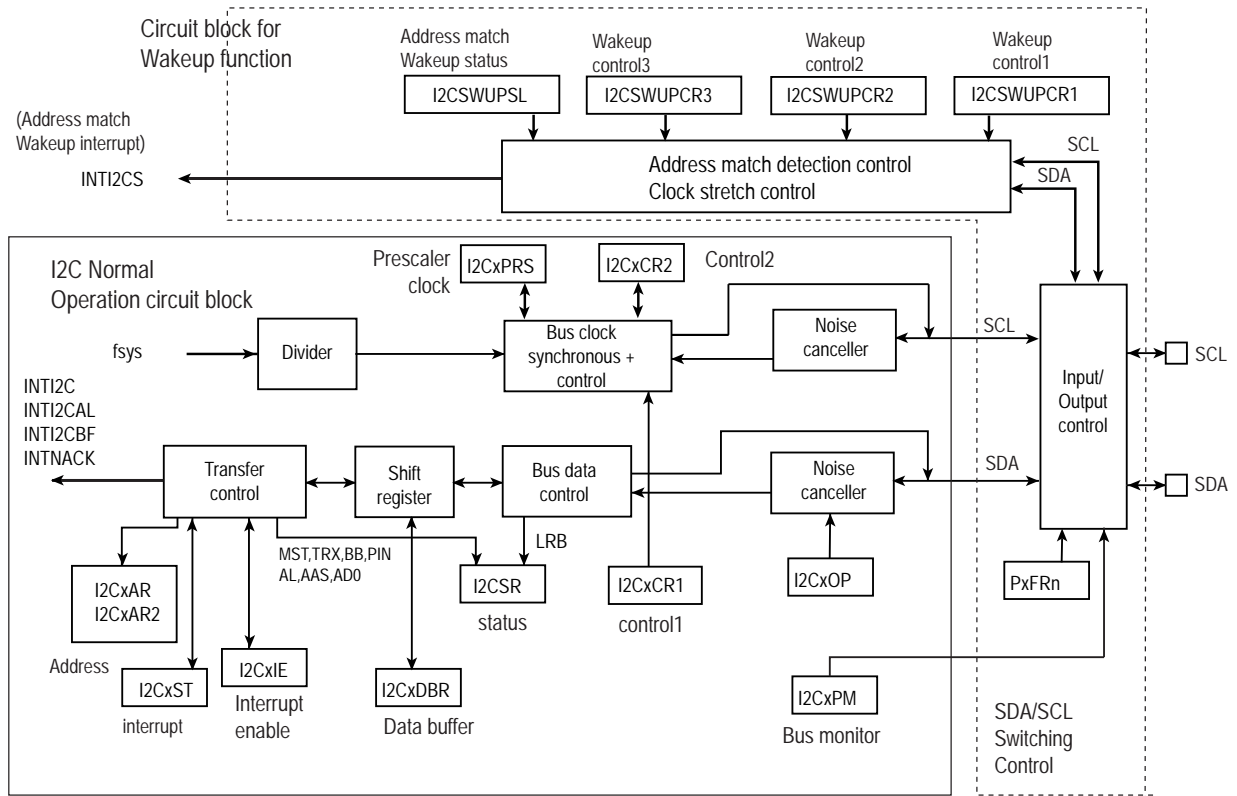 Circuit block for
Wakeup function
Address match
Wakeup status
Wakeup
control3
Wakeup
control2
Wakeup
control1
I2CSWUPSL
I2CSWUPCR3
I2CSWUPCR2
I2CSWUPCR1
(Address match
Wakeup interrupt)
INTI2CS
Address match detection control
Clock stretch control
SCL
SDA
I2C Normal
Operation circuit block
Prescaler
clock
I2CxPRS
I2CxCR2
Control2
fsys
Divider
Bus clock
synchronous +
control
Noise
canceller
SCL
Input/
Output
control
SCL
INTI2C
INTI2CAL
INTI2CBF
INTNACK
Transfer
control
Shift
register
Bus data
control
Noise
canceller
SDA
SDA
MST,TRX,BB,PIN
AL,AAS,AD0
LRB
I2CxAR
I2CxAR2
Address
I2CSR
status
I2CxCR1
control1
I2CxOP
PxFRn
I2CxST
interrupt
I2CxIE
Interrupt
enable
I2CxDBR
Data buffer
I2CxPM
Bus monitor
SDA/SCL
Switching
Control